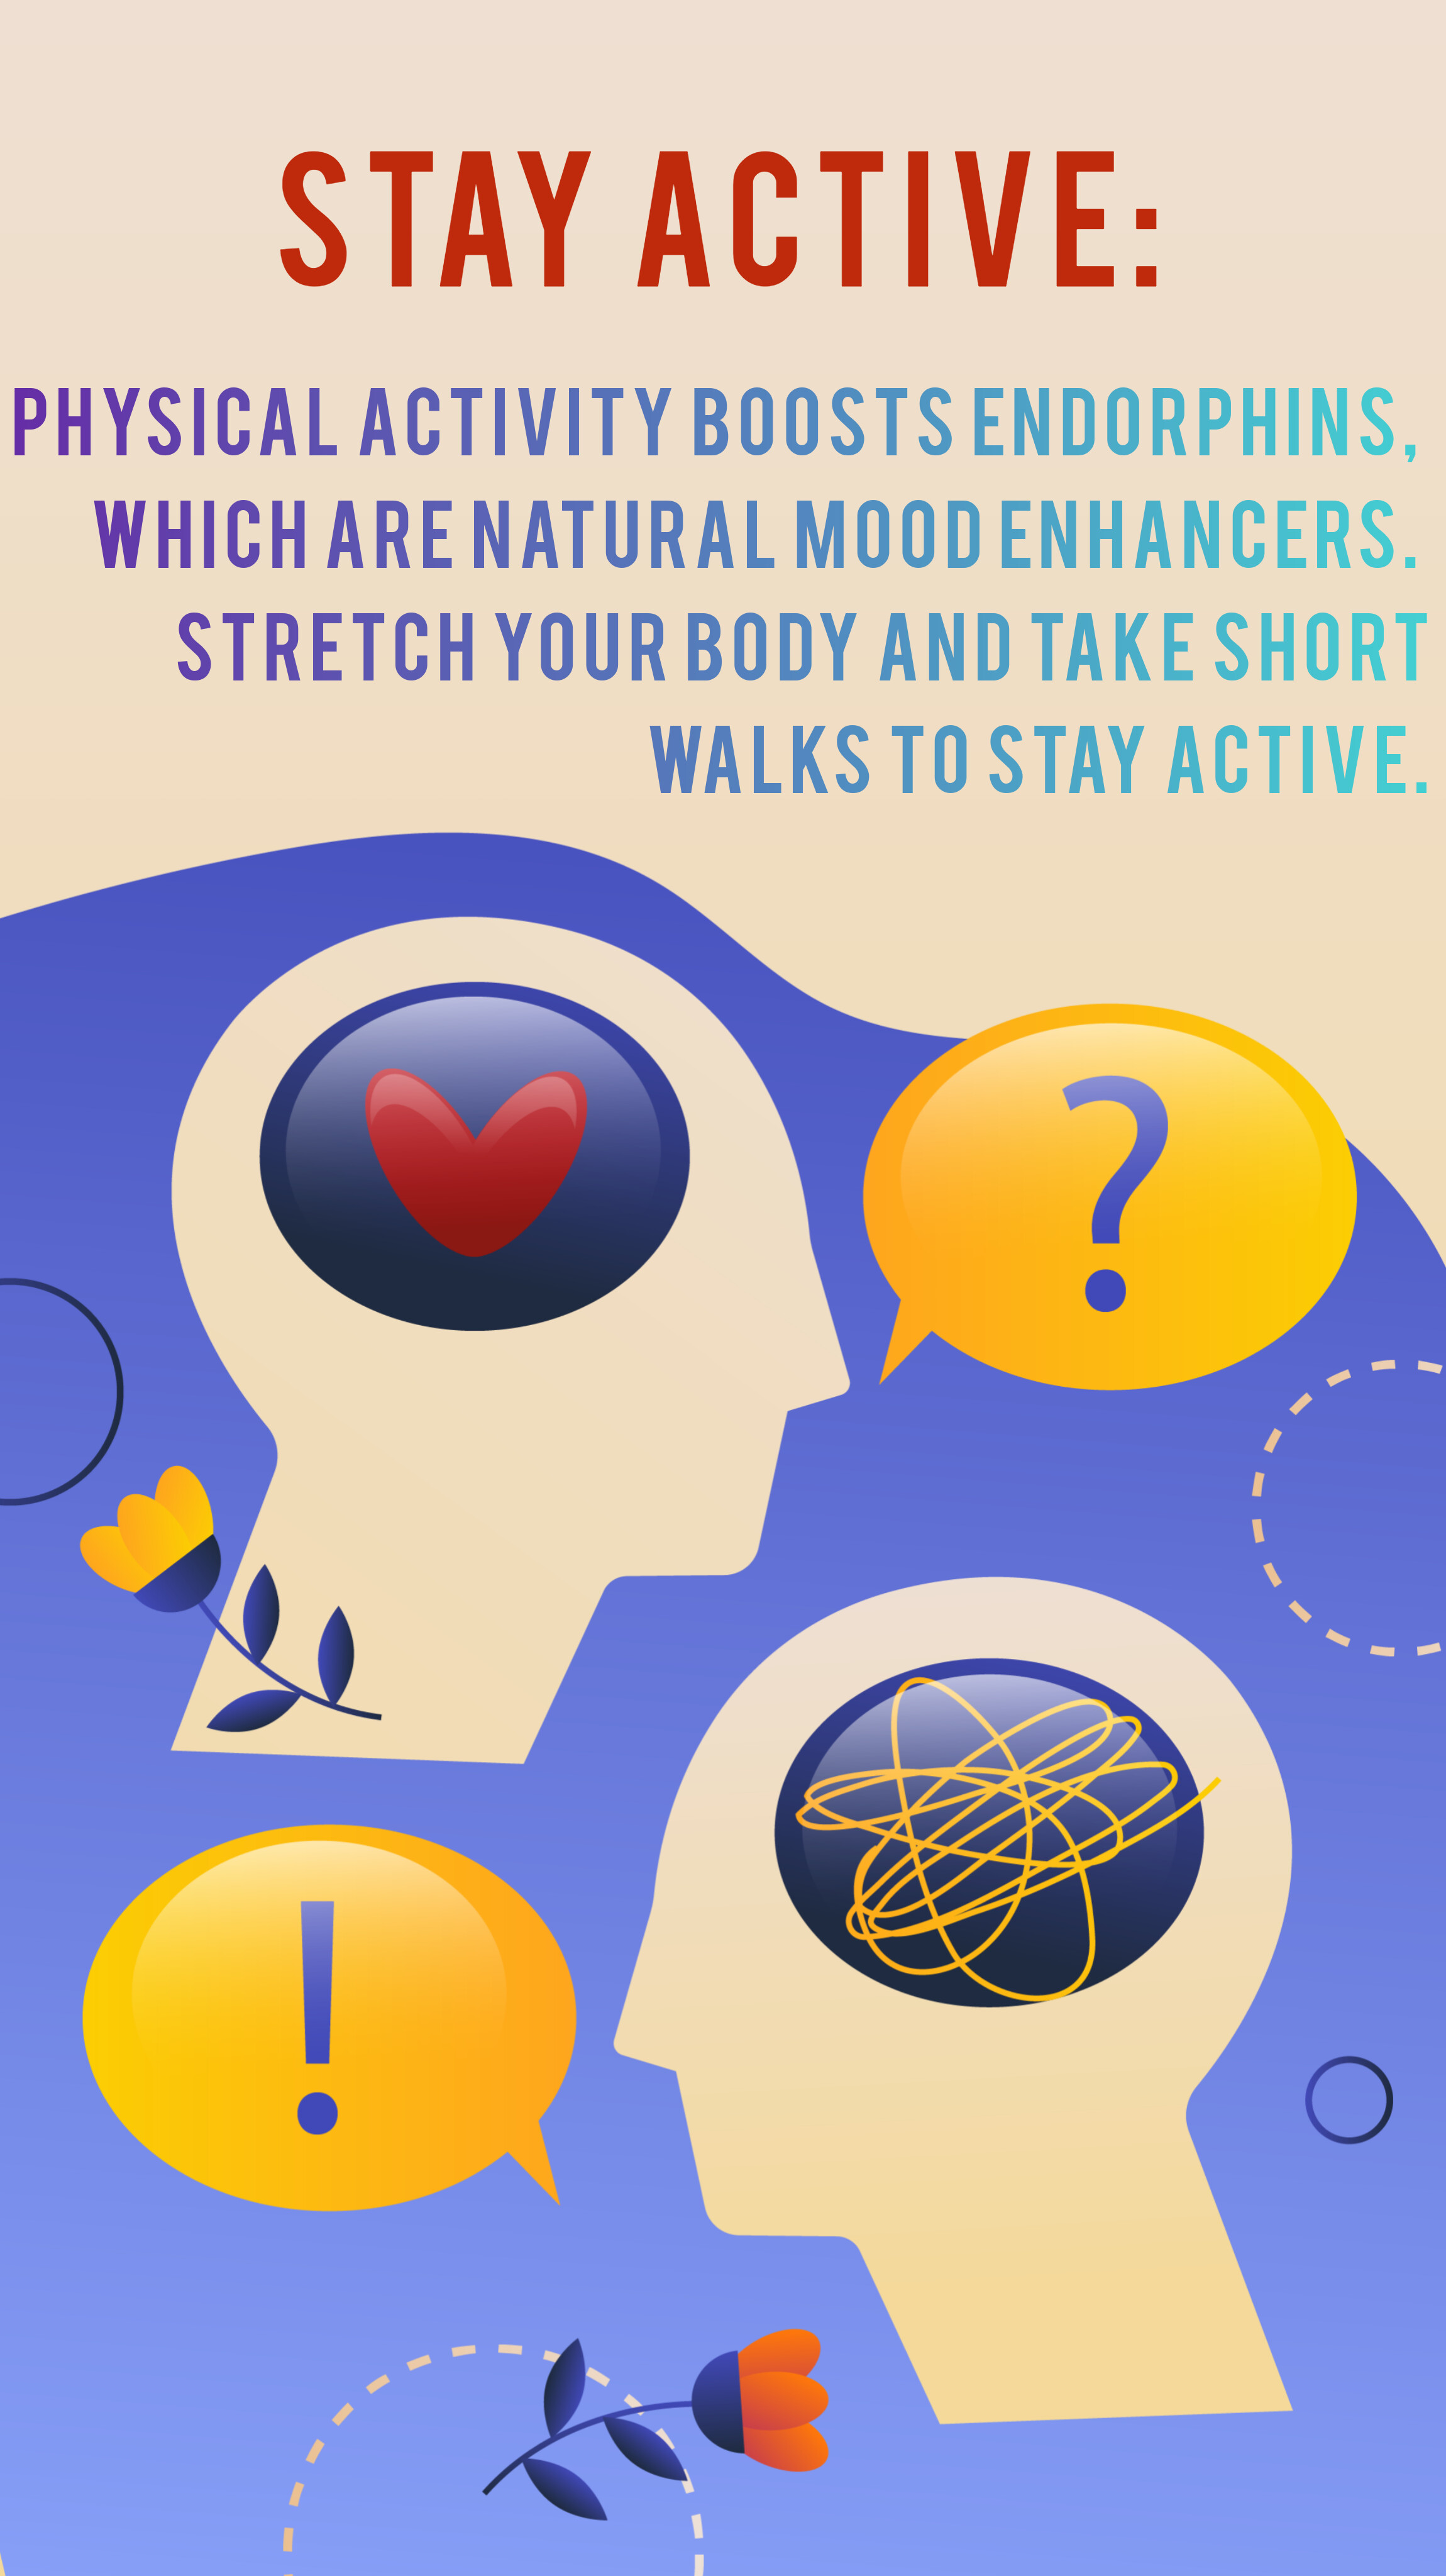 STAY ACTIVE:
PHYSICAL ACTIVITY BOOSTS ENDORPHINS,
WHICH ARE NATURAL MOOD ENHANCERS.
STRETCH YOUR BODY AND TAKE SHORT
WALKS TO STAY ACTIVE.
?
!